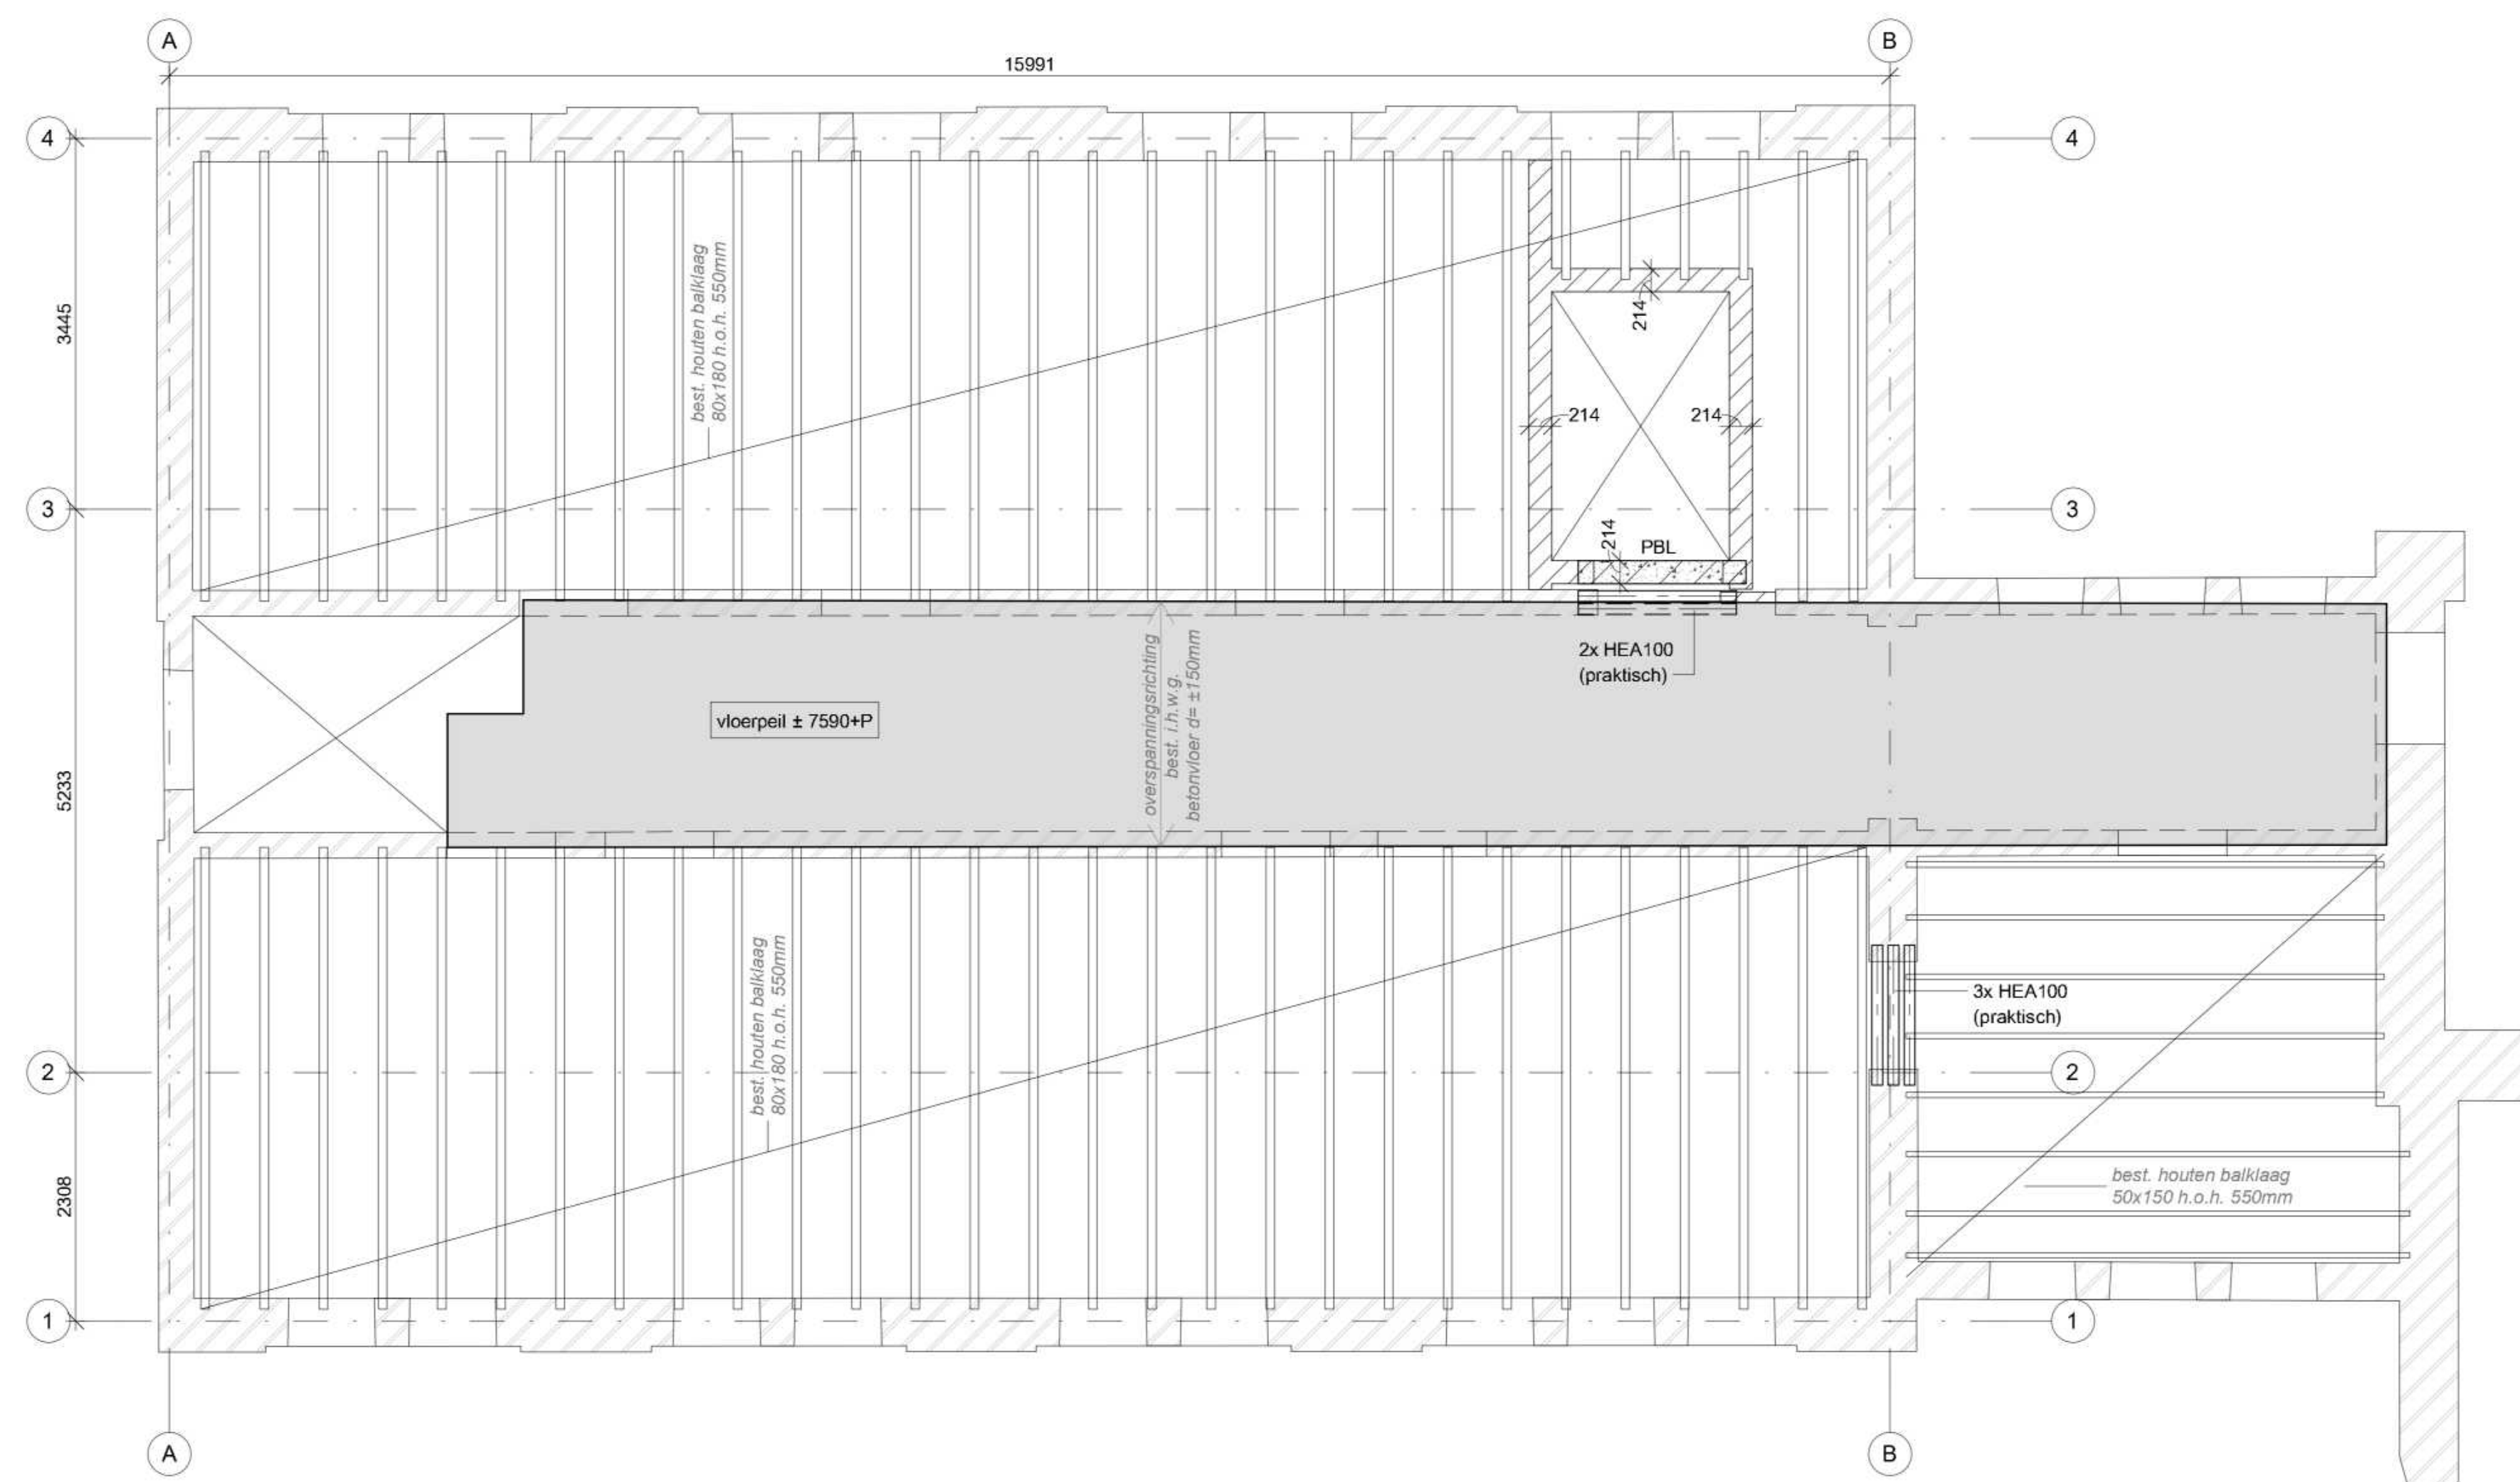 A
B
15991
4
4
best. houten balklaag
80x180 h.o.h. 550mm
3445
214
214
214
3
3
214
PBL
2x HEA100
(praktisch)
overspanningsrichting
best. i.h.w.g.
betonvloer d= ±150mm
vloerpeil ± 7590+P
5233
best. houten balklaag
80x180 h.o.h. 550mm
3x HEA100
(praktisch)
2
2
best. houten balklaag
50x150 h.o.h. 550mm
2308
1
1
A
B